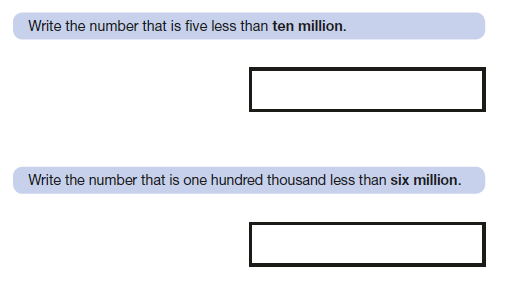 Write the number that is five less than ten million.
Write the number that is one hundred thousand less than six million.